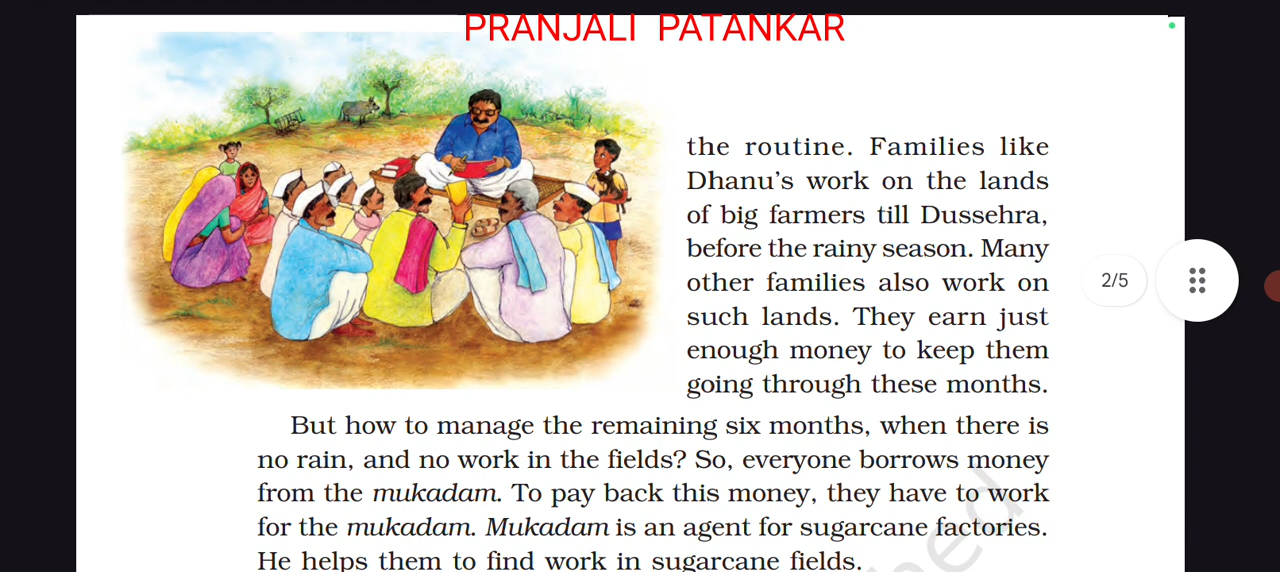 PRANJALI PATANKAR
the routine. Families like
Dhanu's work on the lands
of big farmers till Dussehra,
before the rainy season. Many
other families also work on
such lands. They earn just
enough money to keep them
going through these months.
2/5
But how to manage the remaining six months, when there is
no rain, and no work in the fields? So, everyone borrows money
from the mukadam. To pay back this money, they have to work
for the mukadam. Mukadam is an agent for sugarcane factories.
He helps them to find work in sugarcane fields.